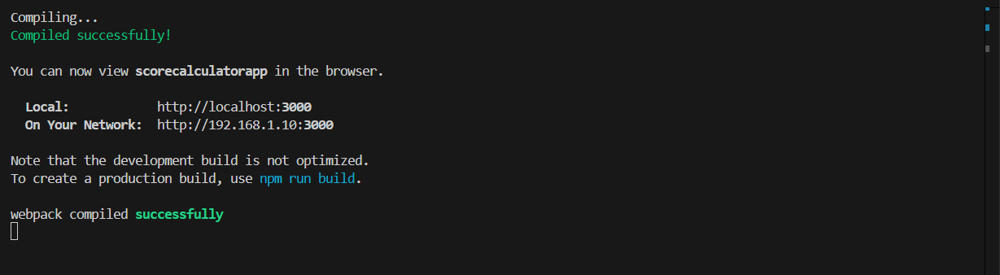 Compiling...
Compiled successfully!
You can now view scorecalculatorapp in the browser.
Local: http://localhost:3000
On Your Network: http://192.168.1.10:3000
Note that the development build is not optimized.
To create a production build, use npm run build.
webpack compiled successfully